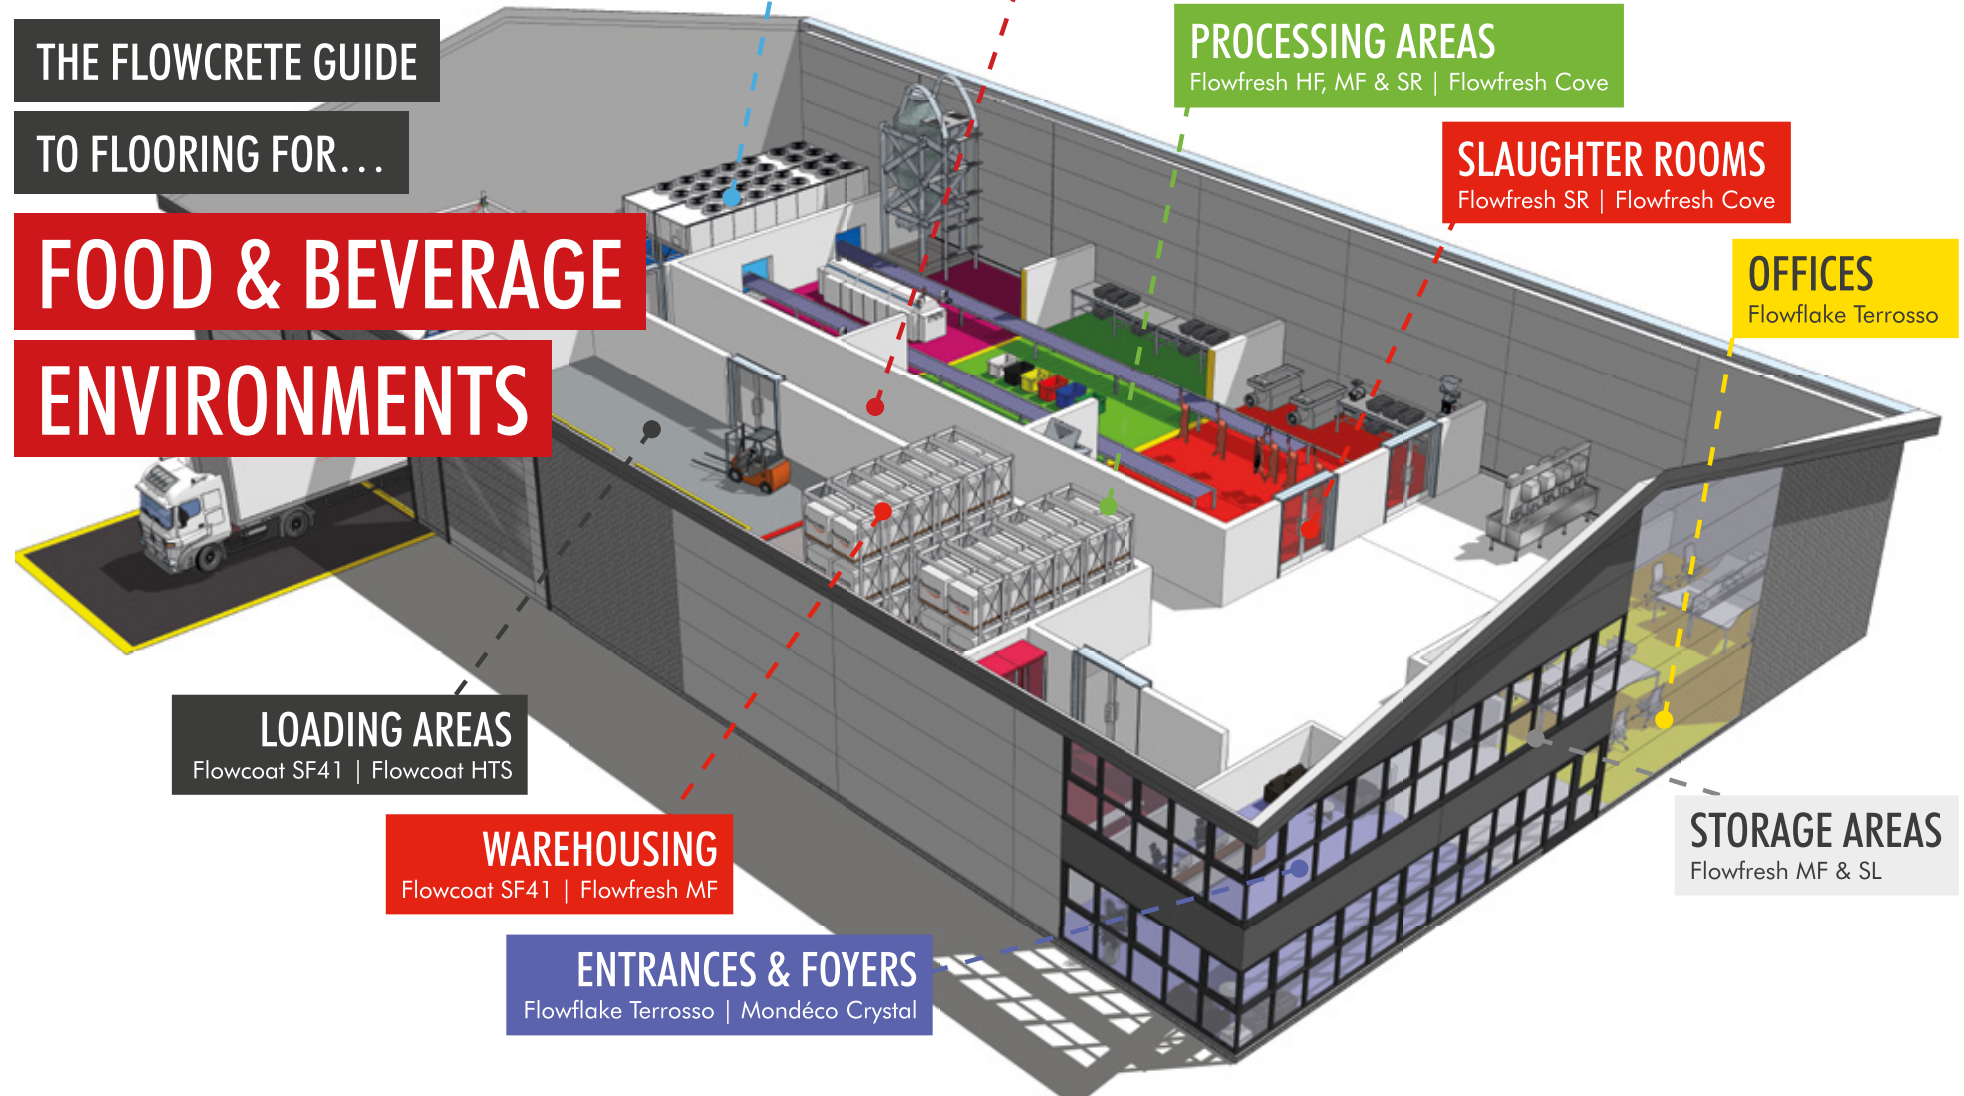 THE FLOWCRETE GUIDE
TO FLOORING FOR...
FOOD & BEVERAGE
ENVIRONMENTS
PROCESSING AREAS
Flowfresh HF, MF & SR | Flowfresh Cove
SLAUGHTER ROOMS
Flowfresh SR | Flowfresh Cove
OFFICES
Flowflake Terrosso
LOADING AREAS
Flowcoat SF41 | Flowcoat HTS
WAREHOUSING
Flowcoat SF41 | Flowfresh MF
ENTRANCES & FOYERS
Flowflake Terrosso | Mondéco Crystal
STORAGE AREAS
Flowfresh MF & SL